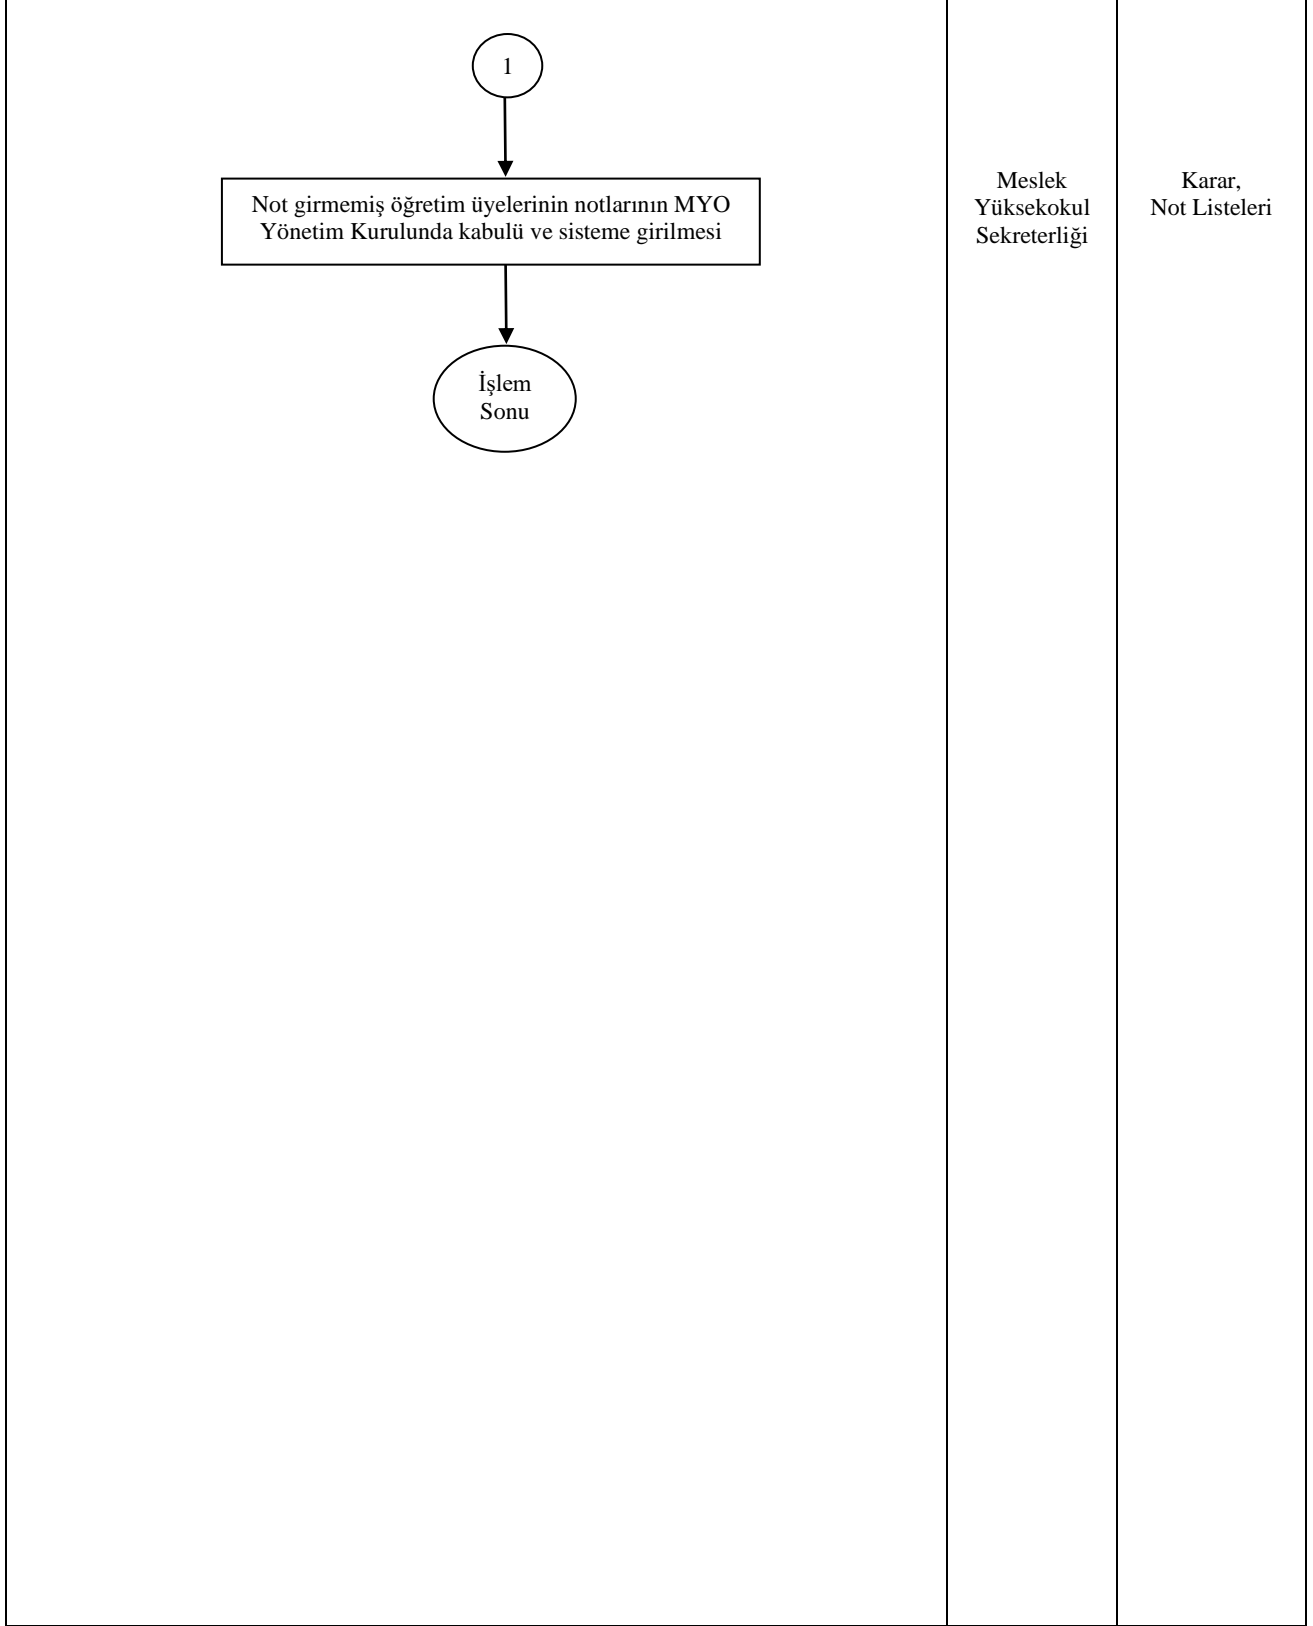 1
Not girmemiş öğretim üyelerinin notlarının MYO
Yönetim Kurulunda kabulü ve sisteme girilmesi
Meslek
Yüksekokul
Sekreterliği
Karar,
Not Listeleri
İşlem
Sonu